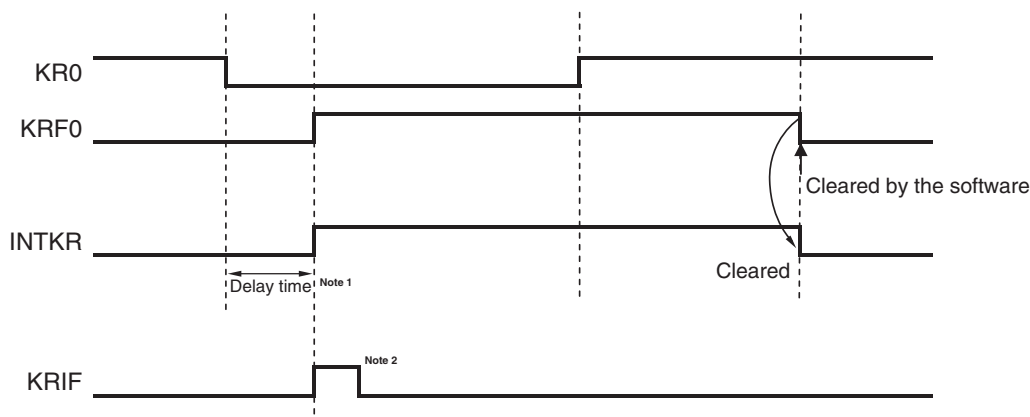 KR0
KRF0
Cleared by the software
INTKR
Cleared
Delay time Note 1
Note 2
KRIF